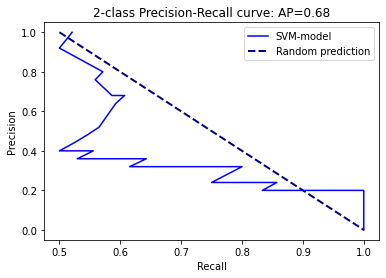 2-class Precision-Recall curve: AP=0.68
SVM-model
Random prediction
Precision
1.0
0.8
0.6
0.4
0.2
0.0
0.5 0.6 0.7 0.8 0.9 1.0
Recall